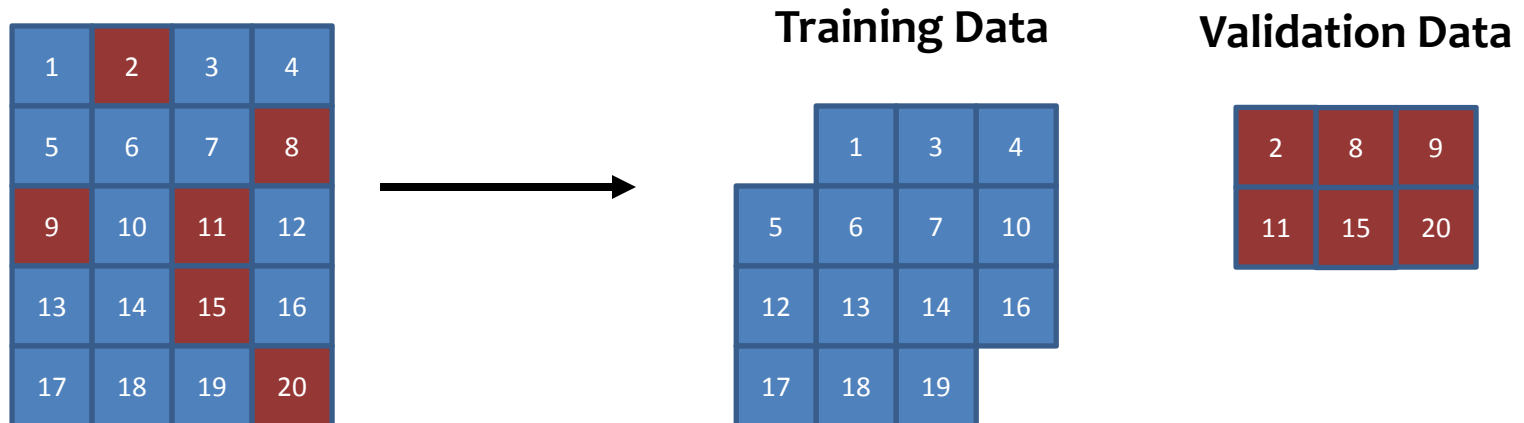 Training Data
Validation Data
1 2 3 4
5 6 7 8
9 10 11 12
13 14 15 16
17 18 19 20
1 3 4
5 6 7 10
12 13 14 16
17 18 19
2 8 9
11 15 20